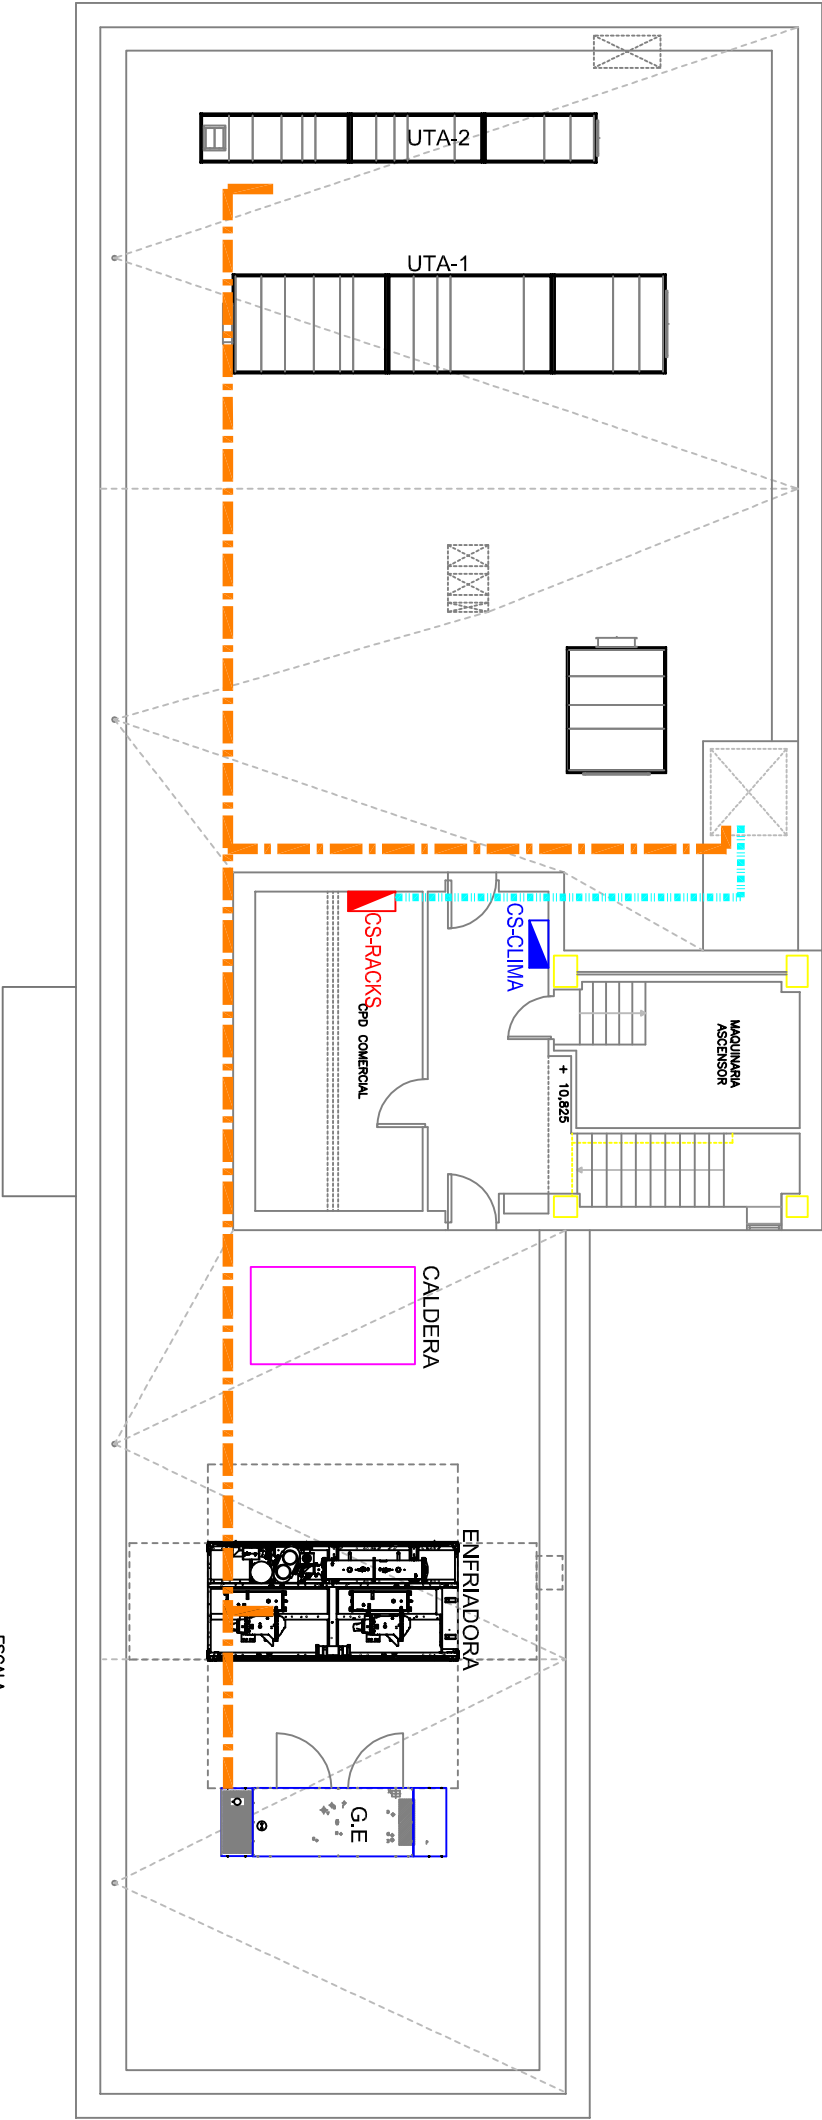 UTA-2
UTA-1
CS-RACKS
CS-CLIMA
CPD COMERCIAL
MAQUINARIA
ASCENSOR
+ 10,825
CALDERA
ENFRIADORA
G.E